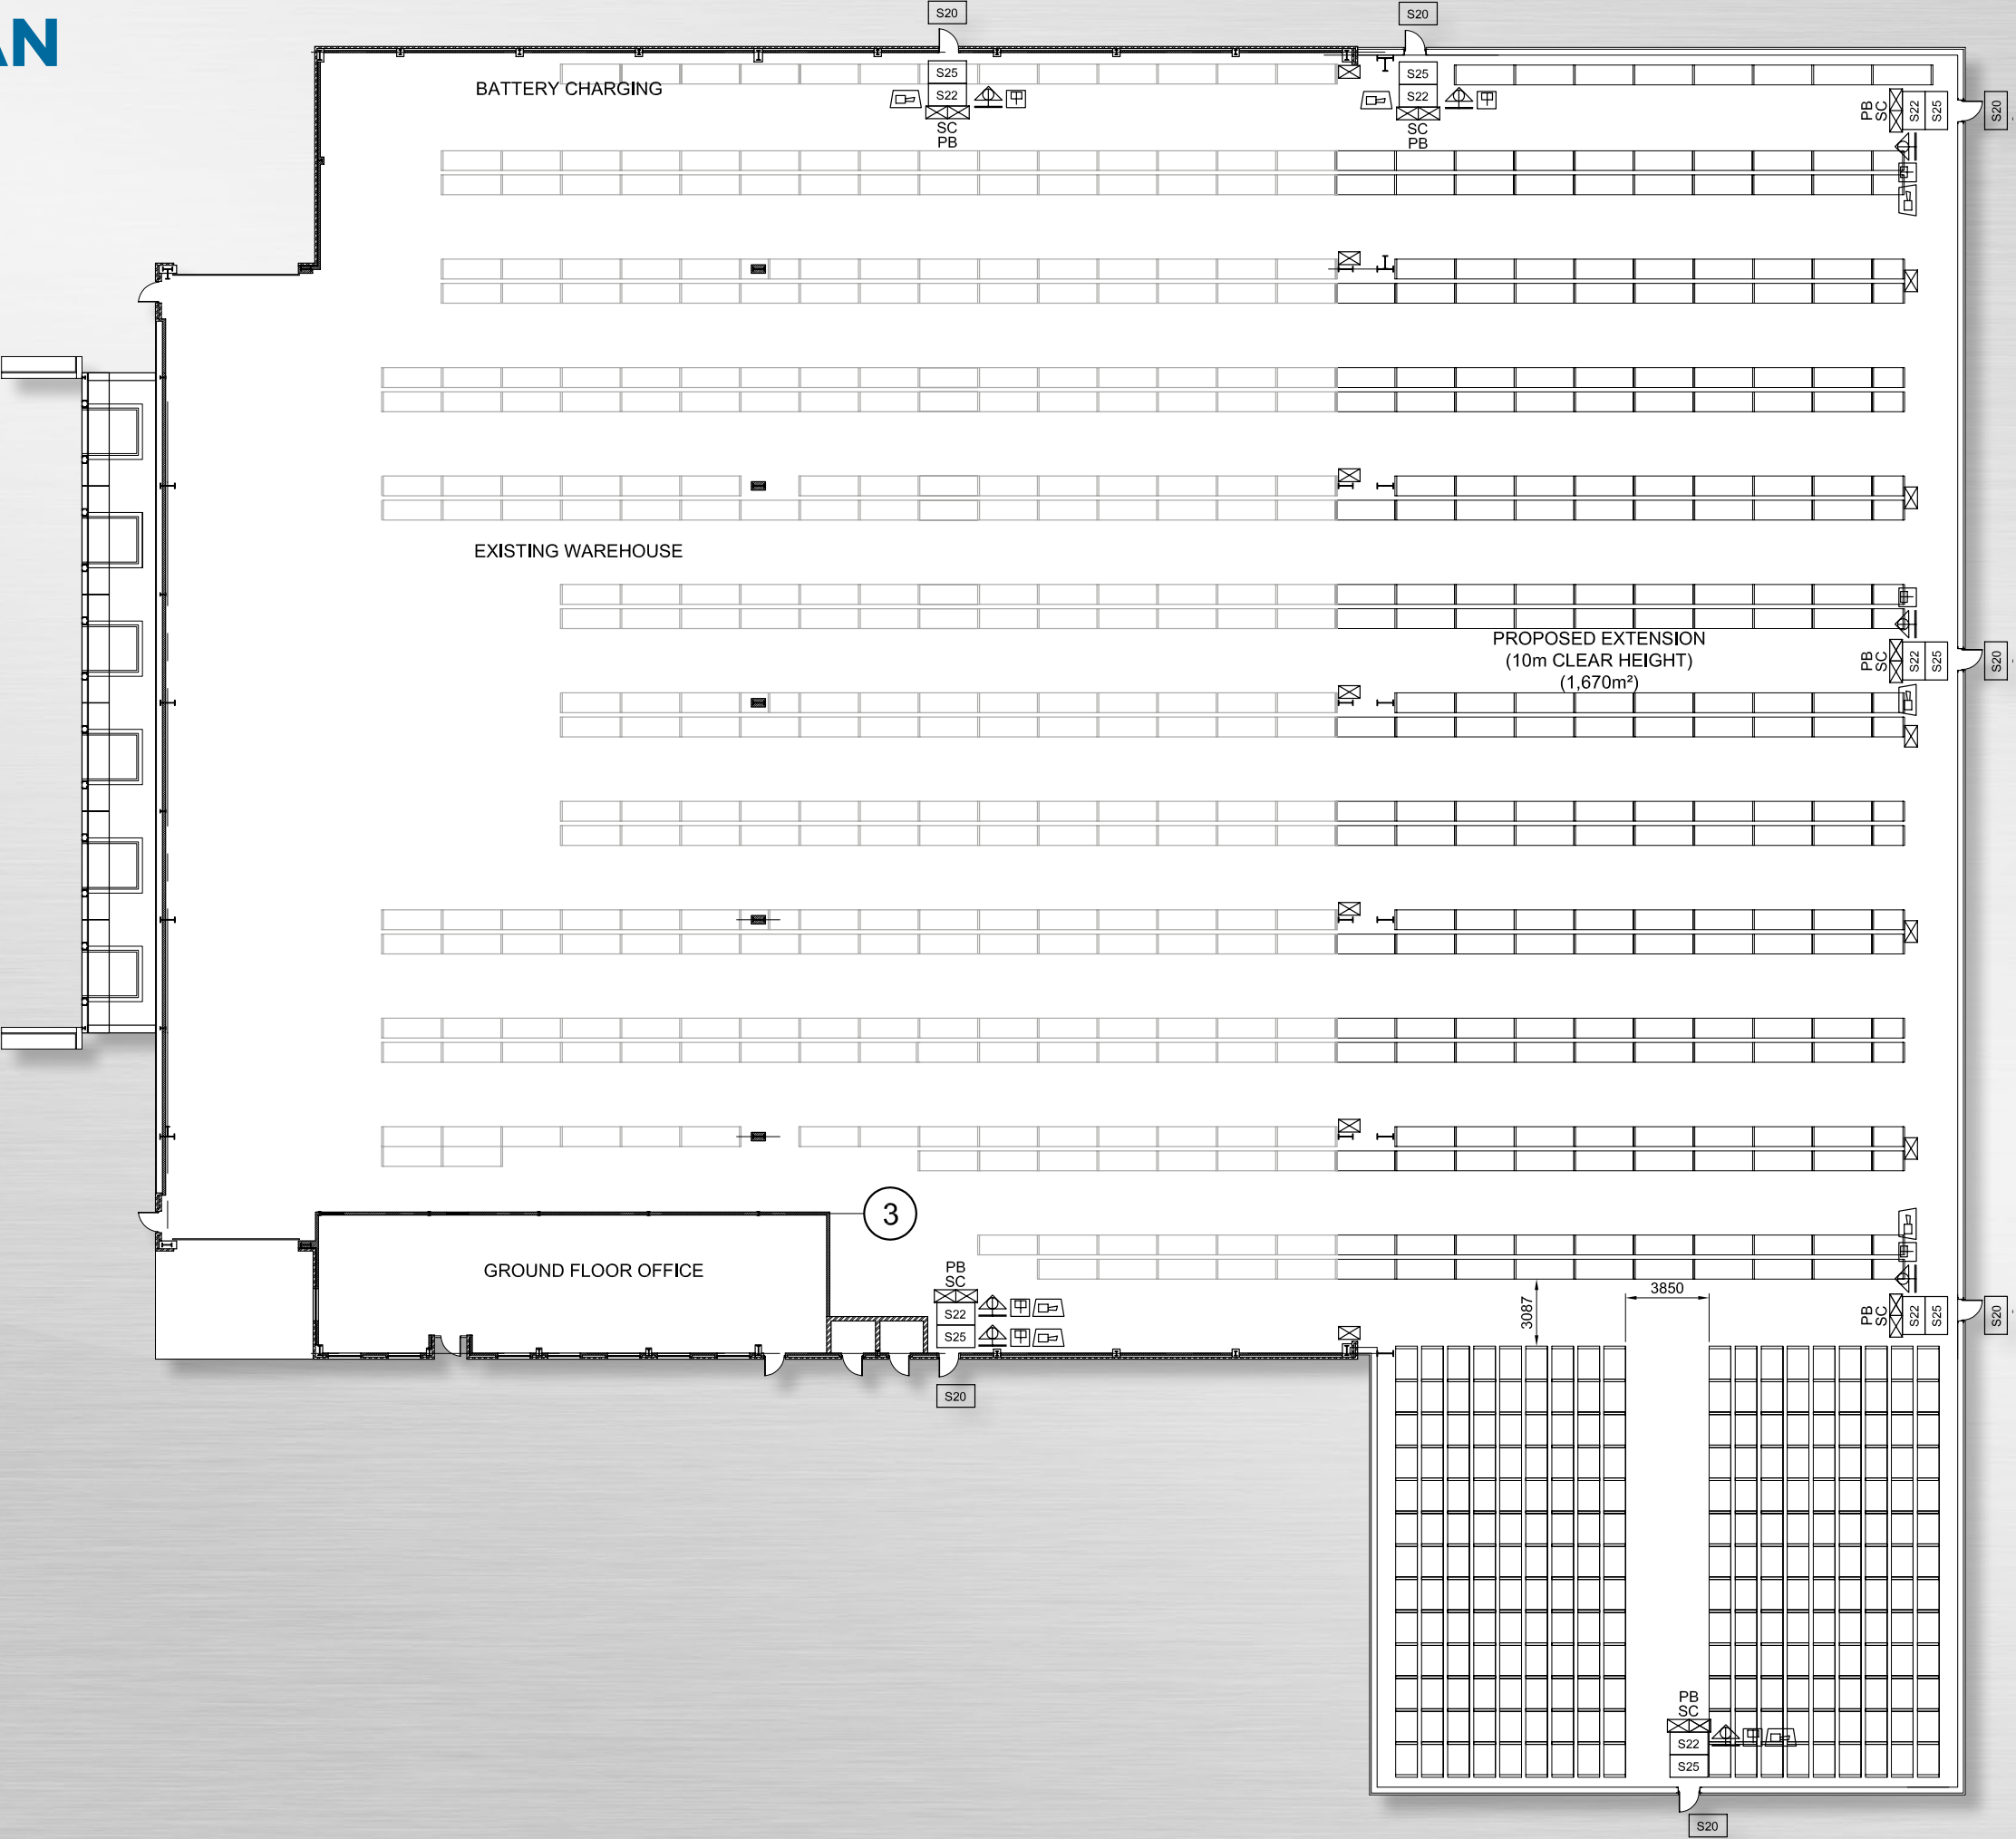 AN
S20
S20
BATTERY CHARGING
S25
S22
SC
PB
S25
S22
SC
PB
PB
SC
S22
S25
S20
EXISTING WAREHOUSE
PROPOSED EXTENSION
(10m CLEAR HEIGHT)
(1,670m²)
PB
SC
S22
S25
S20
3
GROUND FLOOR OFFICE
PB
SC
S22
S25
S20
3087
3850
PB
SC
S22
S25
S20
PB
SC
S22
S25
S20